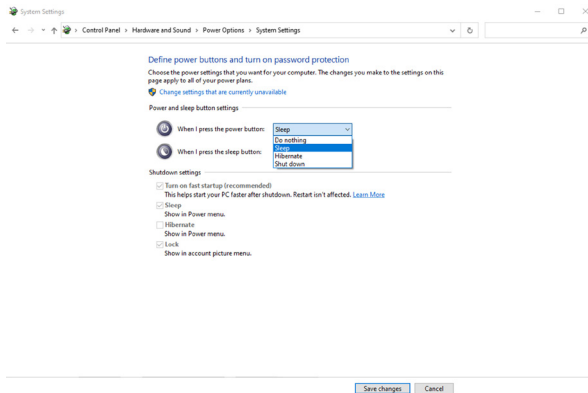 System Settings
Control Panel > Hardware and Sound > Power Options > System Settings
Define power buttons and turn on password protection
Choose the power settings that you want for your computer. The changes you make to the settings on this
page apply to all of your power plans.
Change settings that are currently unavailable
Power and sleep button settings
When I press the power button: Sleep
Do nothing
Sleep
When I press the sleep button:
Hibernate
Shut down
Shutdown settings
Turn on fast startup (recommended)
This helps start your PC faster after shutdown. Restart isn't affected. Learn More
Sleep
Show in Power menu.
Hibernate
Show in Power menu.
Lock
Show in account picture menu.
Save changes Cancel